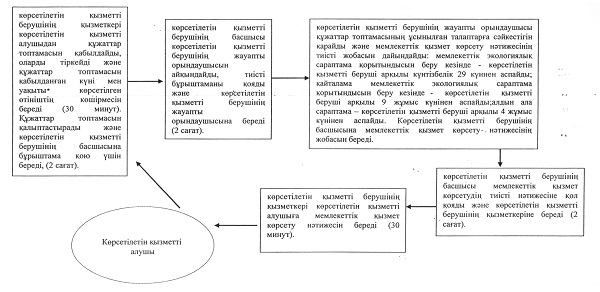 көрсетілетін қызметті
берушінің қызметкері
көрсетілетін қызметті
алушыдан құжаттар
топтамасын қабылдайды,
оларды тіркейді және
құжаттар топтамасын
қабылданған күні мен
уақыты• көрсетілген
өтініштің көшірмесін
береді (30 минут).
Құжаттар топтамасын
қалыптастырады және
көрсетілетін қызметті
берушінің басшысына
бұрыштама қою үшін
береді, (2 сағат).
көрсетілетін қызметті
берушінің басшысы
көрсетілетін қызметті
берушінің жауапты
орындаушысын
айқындайды, тиісті
бұрыштаманы қояды
және көрсетілетін
қызметті берушінің
жауапты
орындаушысына береді
(2 сағат).
көрсетілетін қызметті берушінің жауапты орындаушысы
құжаттар топтамасының ұсынылған талаптарға сәйкестігін
қарайды және мемлекеттік қызмет көрсету нәтижесінің
тиісті жобасын дайындайды: мемлекеттік экологиялық
сараптама қорытындысын беру кезінде - көрсетілетін
қызметті беруші арқылы күнтізбелік 29 күннен аспайды;
қайталама мемлекеттік экологиялық сараптама
қорытындысын беру кезінде - көрсетілетін қызметті
беруші арқылы 9 жұмыс күнінен аспайды;алдын ала
сараптама – көрсетілетін қызметті беруші арқылы 4 жұмыс
күнінен аспайды. Көрсетілетін қызметті берушінің
басшысына мемлекеттік қызмет көрсету- нәтижесінің
жобасын береді.
көрсетілетін қызметті берушінің
басшысы мемлекеттік қызмет
көрсетудің тиісті нәтижесіне қол
қояды және көрсетілетін қызметті
берушінің қызметкеріне береді (2
сағат).
көрсетілетін қызметті берушінің
қызметкері көрсетілетін қызметті
алушыға мемлекеттік қызмет
көрсету нәтижесін береді (30
минут).
Көрсетілетін қызметті
алушы